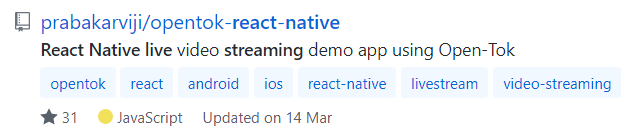 prabakarviji/opentok-react-native
React Native live video streaming demo app using Open-Tok
opentok react android ios react-native livestream video-streaming
31 JavaScript Updated on 14 Mar